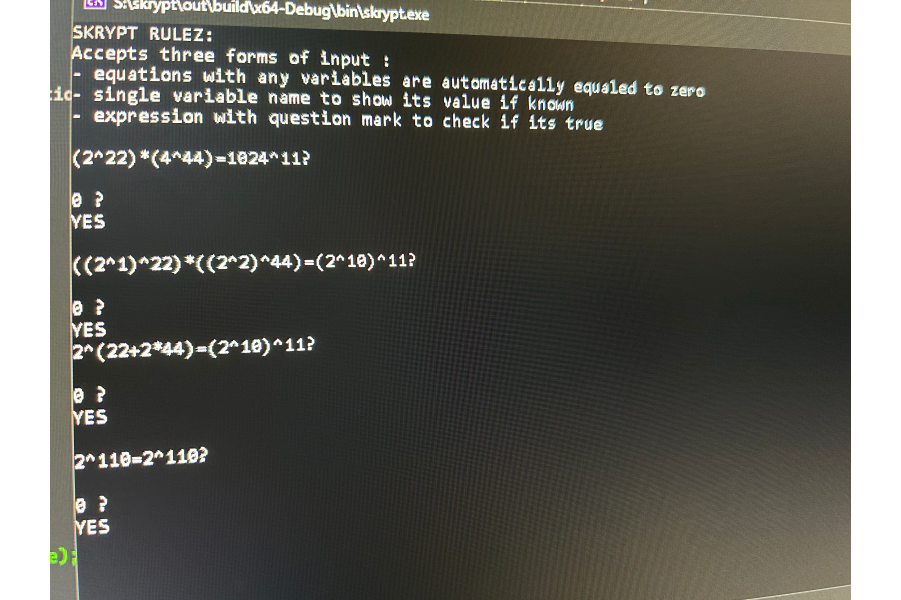 S:\skrypt\out\build\x64-Debug\bin\skrypt.exe
SKRYPT RULEZ:
Accepts three forms of input :
- equations with any variables are automatically equaled to zero
- single variable name to show its value if known
- expression with question mark to check if its true
(2^22)*(4^44)=1024^11?
0 ?
YES
((2^1)^22)*((2^2)^44)=(2^10)^11?
0 ?
YES
2^(22+2*44)=(2^10)^11?
0 ?
YES
2^110=2^110?
0 ?
YES
e);